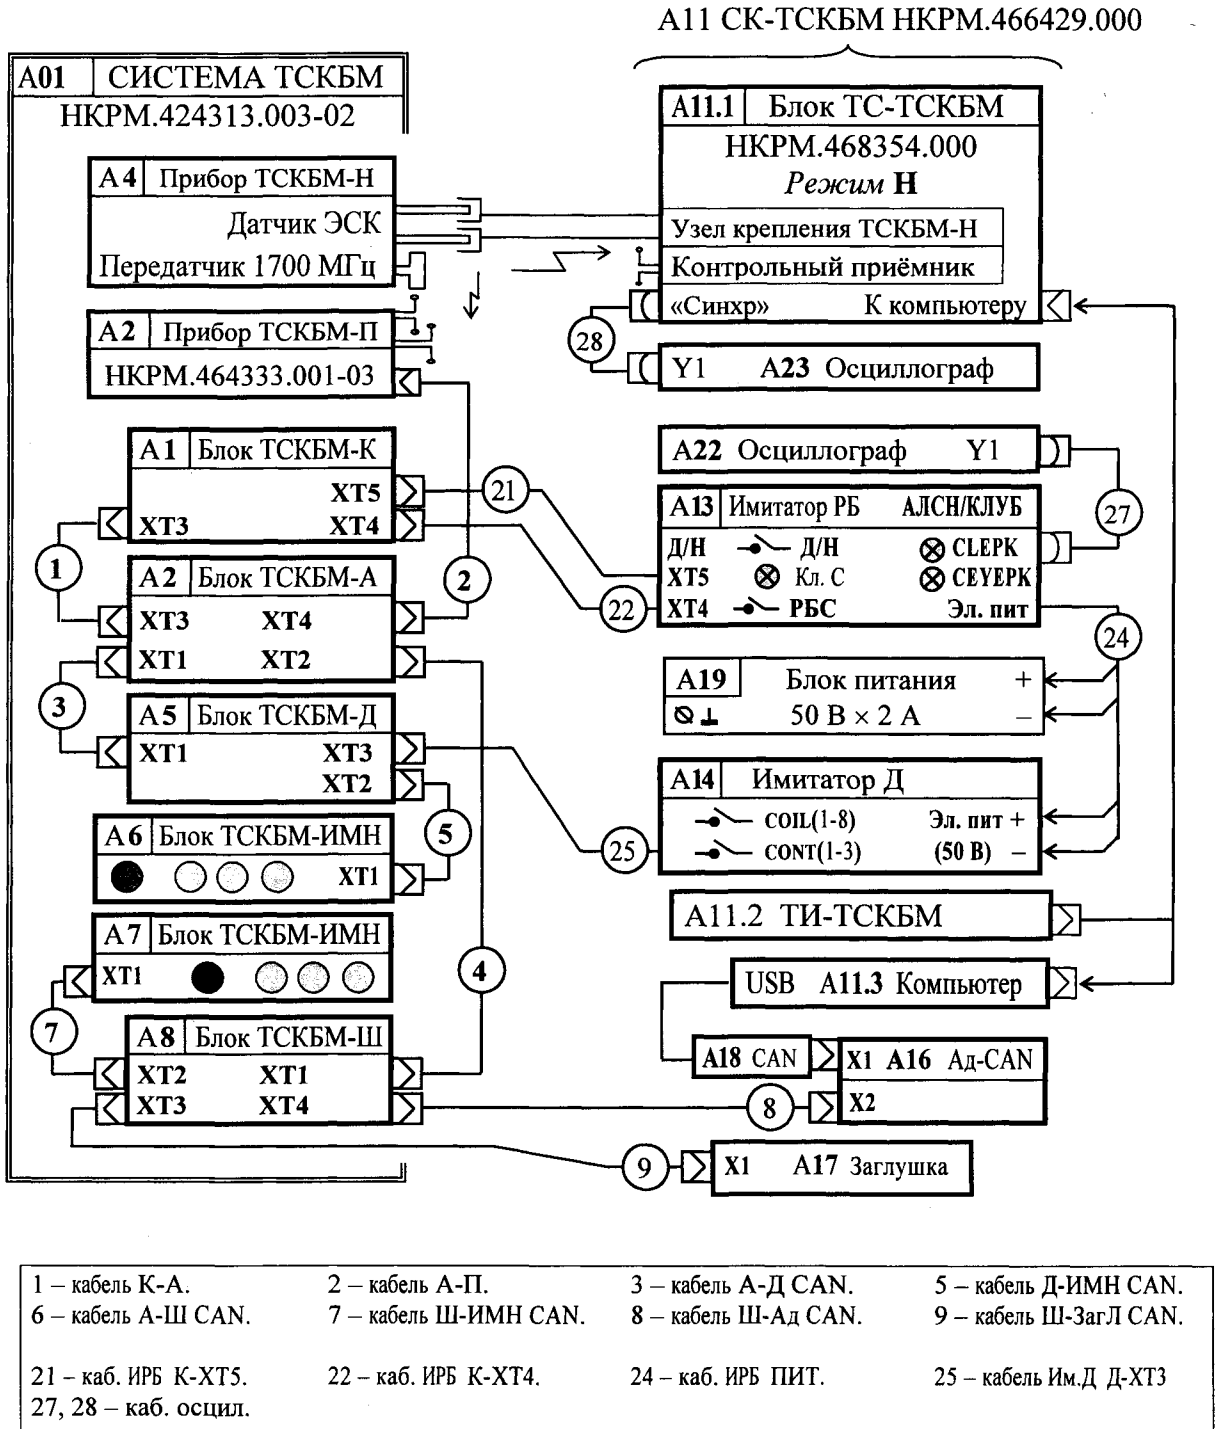 А11 СК-ТСКБМ НКРМ.466429.000
А01 СИСТЕМА ТСКБМ
НКРМ.424313.003-02
А4 Прибор ТСКБМ-Н
Датчик ЭСК
Передатчик 1700 МГц
А2 Прибор ТСКБМ-П
НКРМ.464333.001-03
А1 Блок ТСКБМ-К
ХТ5
ХТ3 ХТ4
А2 Блок ТСКБМ-А
ХТ3 ХТ4
ХТ1 ХТ2
А5 Блок ТСКБМ-Д
ХТ1 ХТ3
ХТ2
А6 Блок ТСКБМ-ИМН
ХТ1
А7 Блок ТСКБМ-ИМН
ХТ1
А8 Блок ТСКБМ-Ш
ХТ2 ХТ1
ХТ3 ХТ4
1
3
7
2
5
4
21
22
25
8
9
А11.1 Блок ТС-ТСКБМ
НКРМ.468354.000
Режим Н
Узел крепления ТСКБМ-Н
Контрольный приёмник
«Синхр» К компьютеру
28
Y1 А23 Осциллограф
А22 Осциллограф Y1
27
А13 Имитатор РБ АЛСН/КЛУБ
Д/Н Д/Н CLEPK
ХТ5 Кл. С CEYEPK
ХТ4 РБС Эл. пит
24
А19 Блок питания +
50 В × 2 А –
А14 Имитатор Д
COIL(1-8) Эл. пит +
CONT(1-3) (50 В) –
А11.2 ТИ-ТСКБМ
USB А11.3 Компьютер
А18 CAN
Х1 А16 Ад-CAN
Х2
Х1 А17 Заглушка
1 – кабель К-А. 2 – кабель А-П. 3 – кабель А-Д CAN. 5 – кабель Д-ИМН CAN.
6 – кабель А-Ш CAN. 7 – кабель Ш-ИМН CAN. 8 – кабель Ш-Ад CAN. 9 – кабель Ш-ЗагЛ CAN.
21 – каб. ИРБ К-ХТ5. 22 – каб. ИРБ К-ХТ4. 24 – каб. ИРБ ПИТ. 25 – кабель Им.Д Д-ХТ3
27, 28 – каб. осцил.